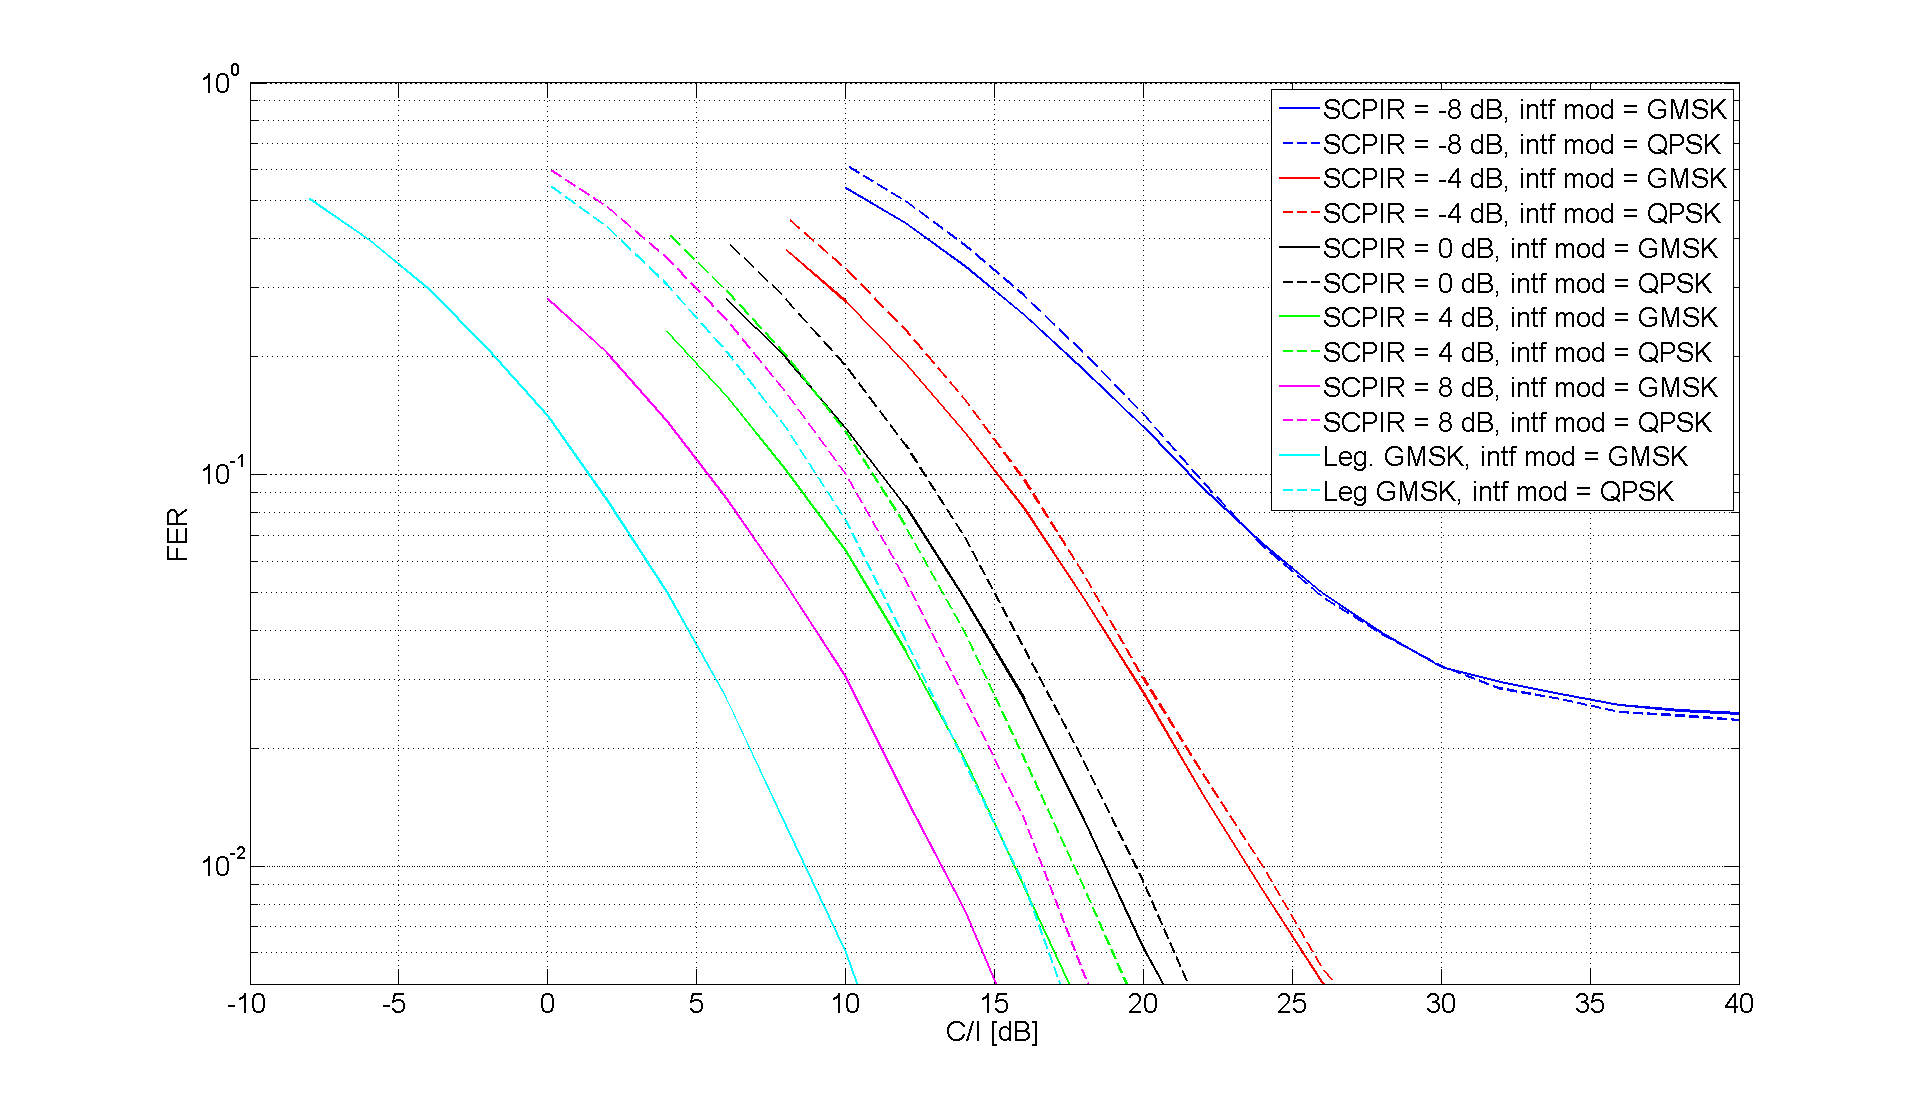 10^0
10^-1
10^-2
FER
-10 -5 0 5 10 15 20 25 30 35 40
C/I [dB]
SCPIR = -8 dB, intf mod = GMSK
SCPIR = -8 dB, intf mod = QPSK
SCPIR = -4 dB, intf mod = GMSK
SCPIR = -4 dB, intf mod = QPSK
SCPIR = 0 dB, intf mod = GMSK
SCPIR = 0 dB, intf mod = QPSK
SCPIR = 4 dB, intf mod = GMSK
SCPIR = 4 dB, intf mod = QPSK
SCPIR = 8 dB, intf mod = GMSK
SCPIR = 8 dB, intf mod = QPSK
Leg. GMSK, intf mod = GMSK
Leg GMSK, intf mod = QPSK